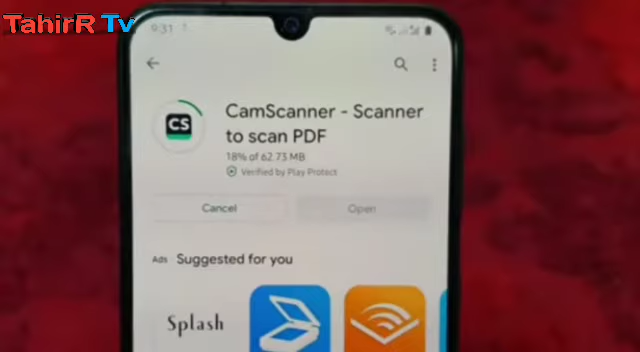 TahirR Tv
9:31
CS
CamScanner - Scanner
to scan PDF
18% of 62.73 MB
Verified by Play Protect
Cancel
Open
Ads Suggested for you
Splash